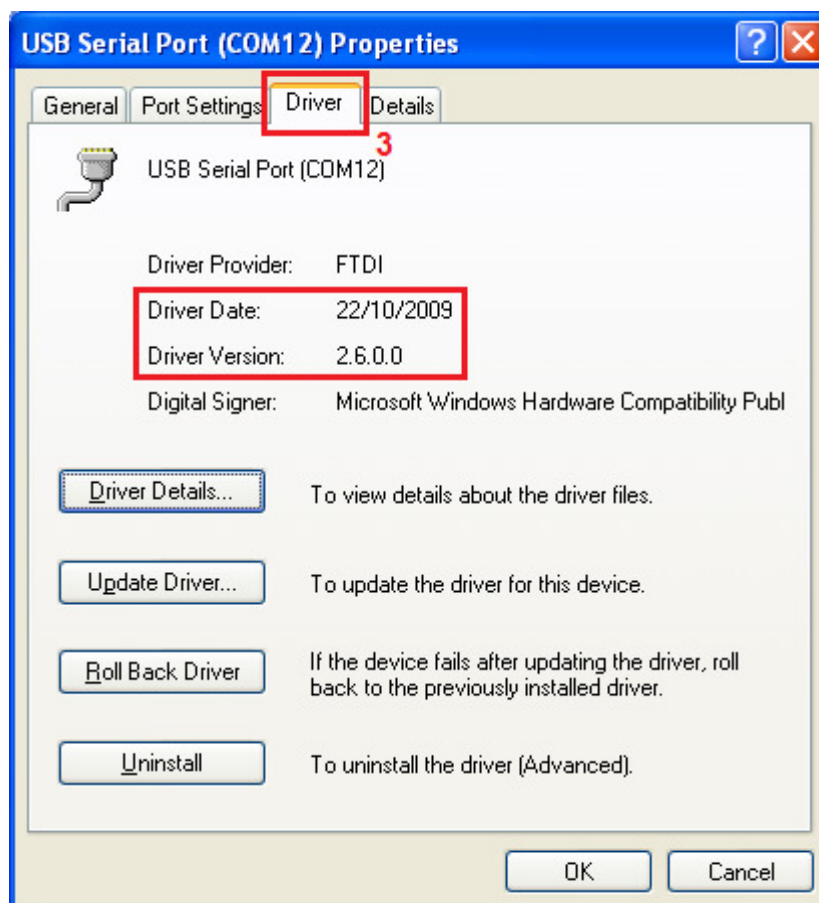 USB Serial Port (COM12) Properties
General Port Settings Driver Details
3
USB Serial Port (COM12)
Driver Provider: FTDI
Driver Date: 22/10/2009
Driver Version: 2.6.0.0
Digital Signer: Microsoft Windows Hardware Compatibility Publ
Driver Details... To view details about the driver files.
Update Driver... To update the driver for this device.
Roll Back Driver If the device fails after updating the driver, roll
back to the previously installed driver.
Uninstall To uninstall the driver (Advanced).
OK Cancel